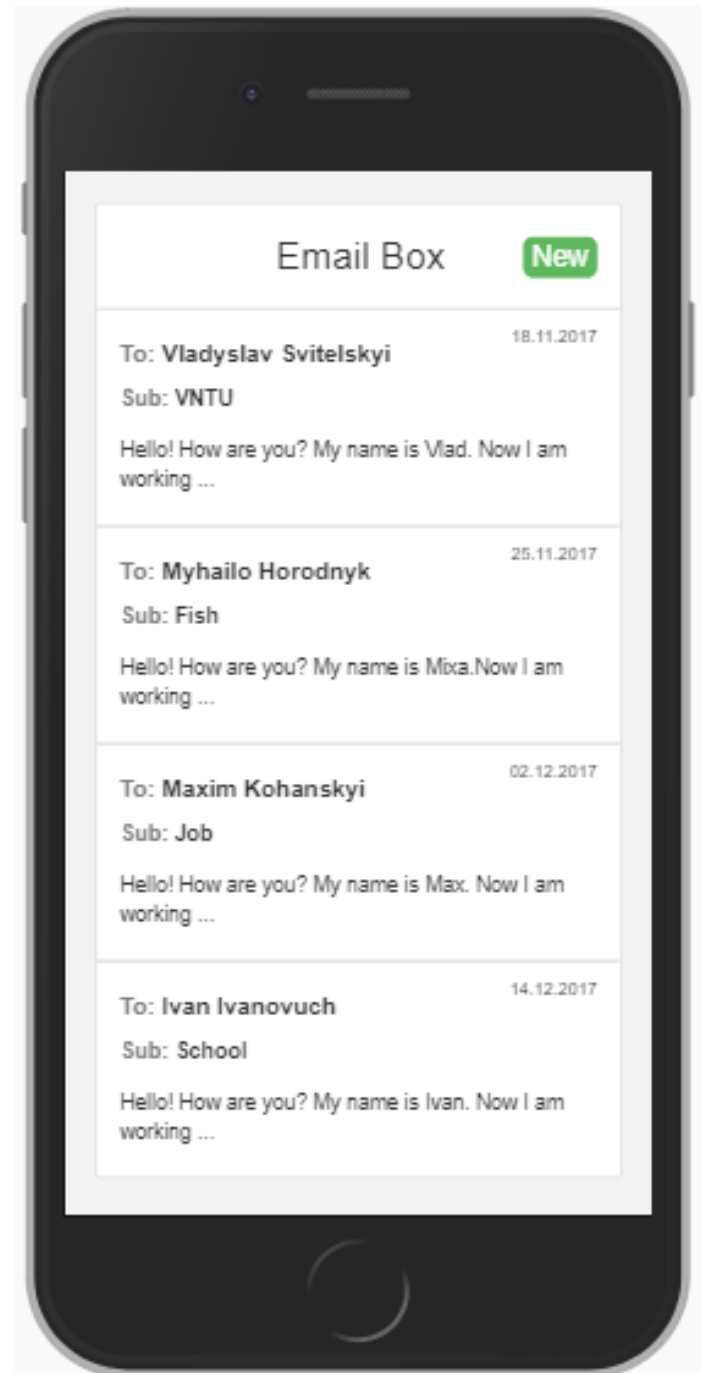 Email Box
New
18.11.2017
To: Vladyslav Svitelskyi
Sub: VNTU
Hello! How are you? My name is Vlad. Now I am
working ...
25.11.2017
To: Myhailo Horodnyk
Sub: Fish
Hello! How are you? My name is Mixa.Now I am
working ...
02.12.2017
To: Maxim Kohanskyi
Sub: Job
Hello! How are you? My name is Max. Now I am
working ...
14.12.2017
To: Ivan Ivanovuch
Sub: School
Hello! How are you? My name is Ivan. Now I am
working ...